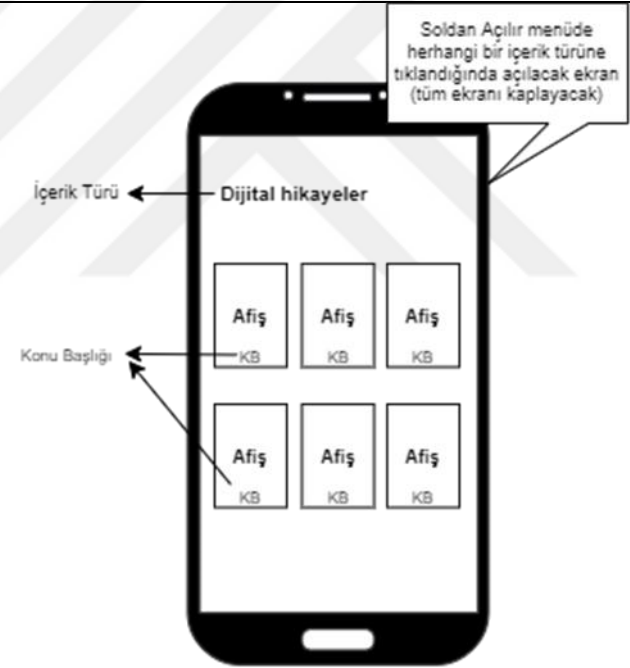 Soldan Açılır menüde
herhangi bir içerik türüne
tıklandığında açılacak ekran
(tüm ekranı kaplayacak)
İçerik Türü
Dijital hikayeler
Afiş Afiş Afiş
Konu Başlığı
KB KB KB
Afiş Afiş Afiş
KB KB KB